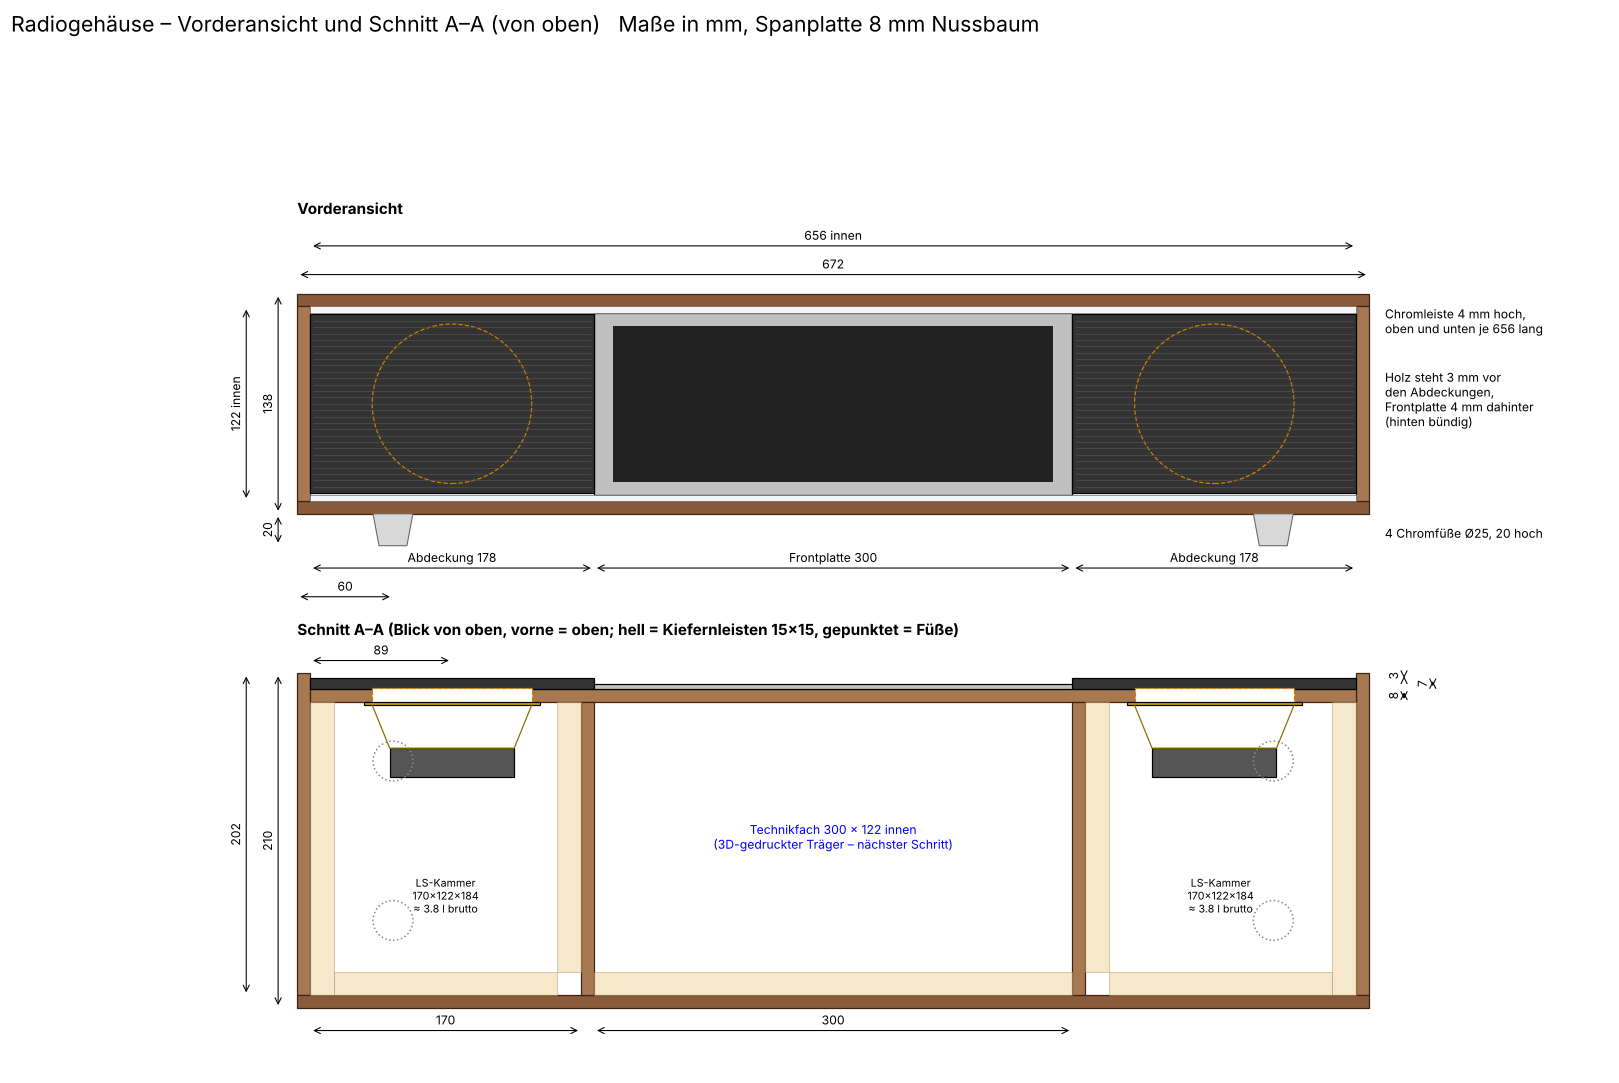 Radiogehäuse – Vorderansicht und Schnitt A–A (von oben)   Maße in mm, Spanplatte 8 mm Nussbaum
Vorderansicht
656 innen
672
122 innen
138
20
Chromleiste 4 mm hoch,
oben und unten je 656 lang
Holz steht 3 mm vor
den Abdeckungen,
Frontplatte 4 mm dahinter
(hinten bündig)
4 Chromfüße Ø25, 20 hoch
Abdeckung 178
Frontplatte 300
Abdeckung 178
60
Schnitt A–A (Blick von oben, vorne = oben; hell = Kiefernleisten 15×15, gepunktet = Füße)
89
3
7
8
202
210
Technikfach 300 × 122 innen
(3D-gedruckter Träger – nächster Schritt)
LS-Kammer
170×122×184
≈ 3.8 l brutto
LS-Kammer
170×122×184
≈ 3.8 l brutto
170
300